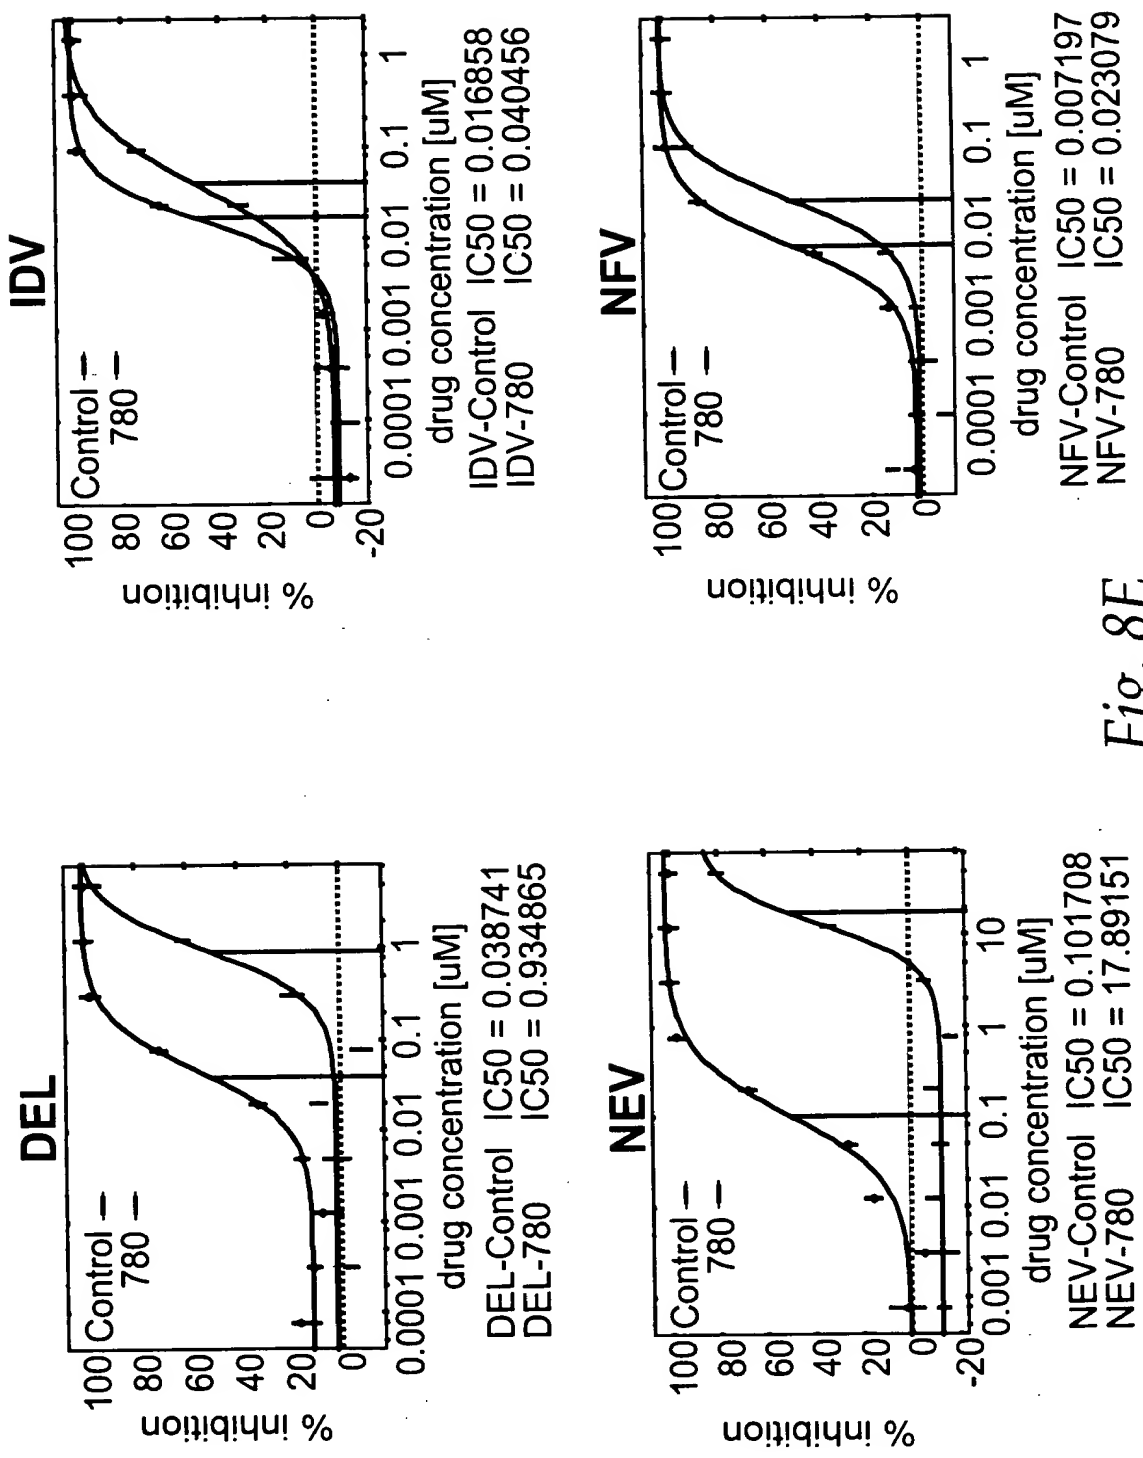 DEL
% inhibition
100
80
60
40
20
0
Control
780
0.0001 0.001 0.01 0.1 1
drug concentration [uM]
DEL-Control IC50 = 0.038741
DEL-780 IC50 = 0.934865
IDV
% inhibition
100
80
60
40
20
0
-20
Control
780
0.0001 0.001 0.01 0.1 1
drug concentration [uM]
IDV-Control IC50 = 0.016858
IDV-780 IC50 = 0.040456
NEV
% inhibition
100
80
60
40
20
0
-20
Control
780
0.001 0.01 0.1 1 10
drug concentration [uM]
NEV-Control IC50 = 0.101708
NEV-780 IC50 = 17.89151
NFV
% inhibition
100
80
60
40
20
0
Control
780
0.0001 0.001 0.01 0.1 1
drug concentration [uM]
NFV-Control IC50 = 0.007197
NFV-780 IC50 = 0.023079
Fig.